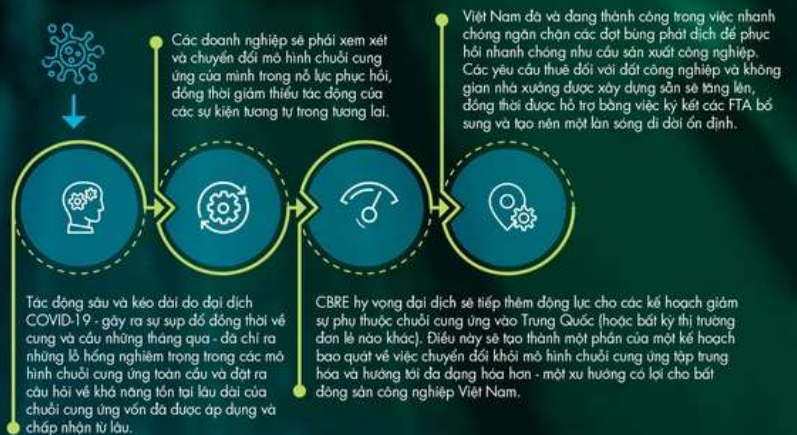 Các doanh nghiệp sẽ phải xem xét
và chuyển đổi mô hình chuỗi cung
ứng của mình trong nỗ lực phục hồi,
đồng thời giảm thiểu tác động của
các sự kiện tương tự trong tương lai.
Việt Nam đã và đang thành công trong việc nhanh
chóng ngăn chặn các đợt bùng phát dịch để phục
hồi nhanh chóng nhu cầu sản xuất công nghiệp.
Các yêu cầu thuê đối với đất công nghiệp và không
gian nhà xưởng được xây dựng sẵn sẽ tăng lên,
đồng thời được hỗ trợ bằng việc ký kết các FTA bổ
sung và tạo nên một làn sóng di dời ổn định.
Tác động sâu và kéo dài do đại dịch
COVID-19 - gây ra sự sụp đổ đồng thời về
cung và cầu những tháng qua - đã chỉ ra
những lỗ hổng nghiêm trọng trong các mô
hình chuỗi cung ứng toàn cầu và đặt ra
câu hỏi về khả năng tồn tại lâu dài của
chuỗi cung ứng vốn đã được áp dụng và
chấp nhận từ lâu.
CBRE hy vọng đại dịch sẽ tiếp thêm động lực cho các kế hoạch giảm
sự phụ thuộc chuỗi cung ứng vào Trung Quốc (hoặc bất kỳ thị trường
đơn lẻ nào khác). Điều này sẽ tạo thành một phần của một kế hoạch
bao quát về việc chuyển đổi khỏi mô hình chuỗi cung ứng tập trung
hóa và hướng tới đa dạng hóa hơn - một xu hướng có lợi cho bất
động sản công nghiệp Việt Nam.